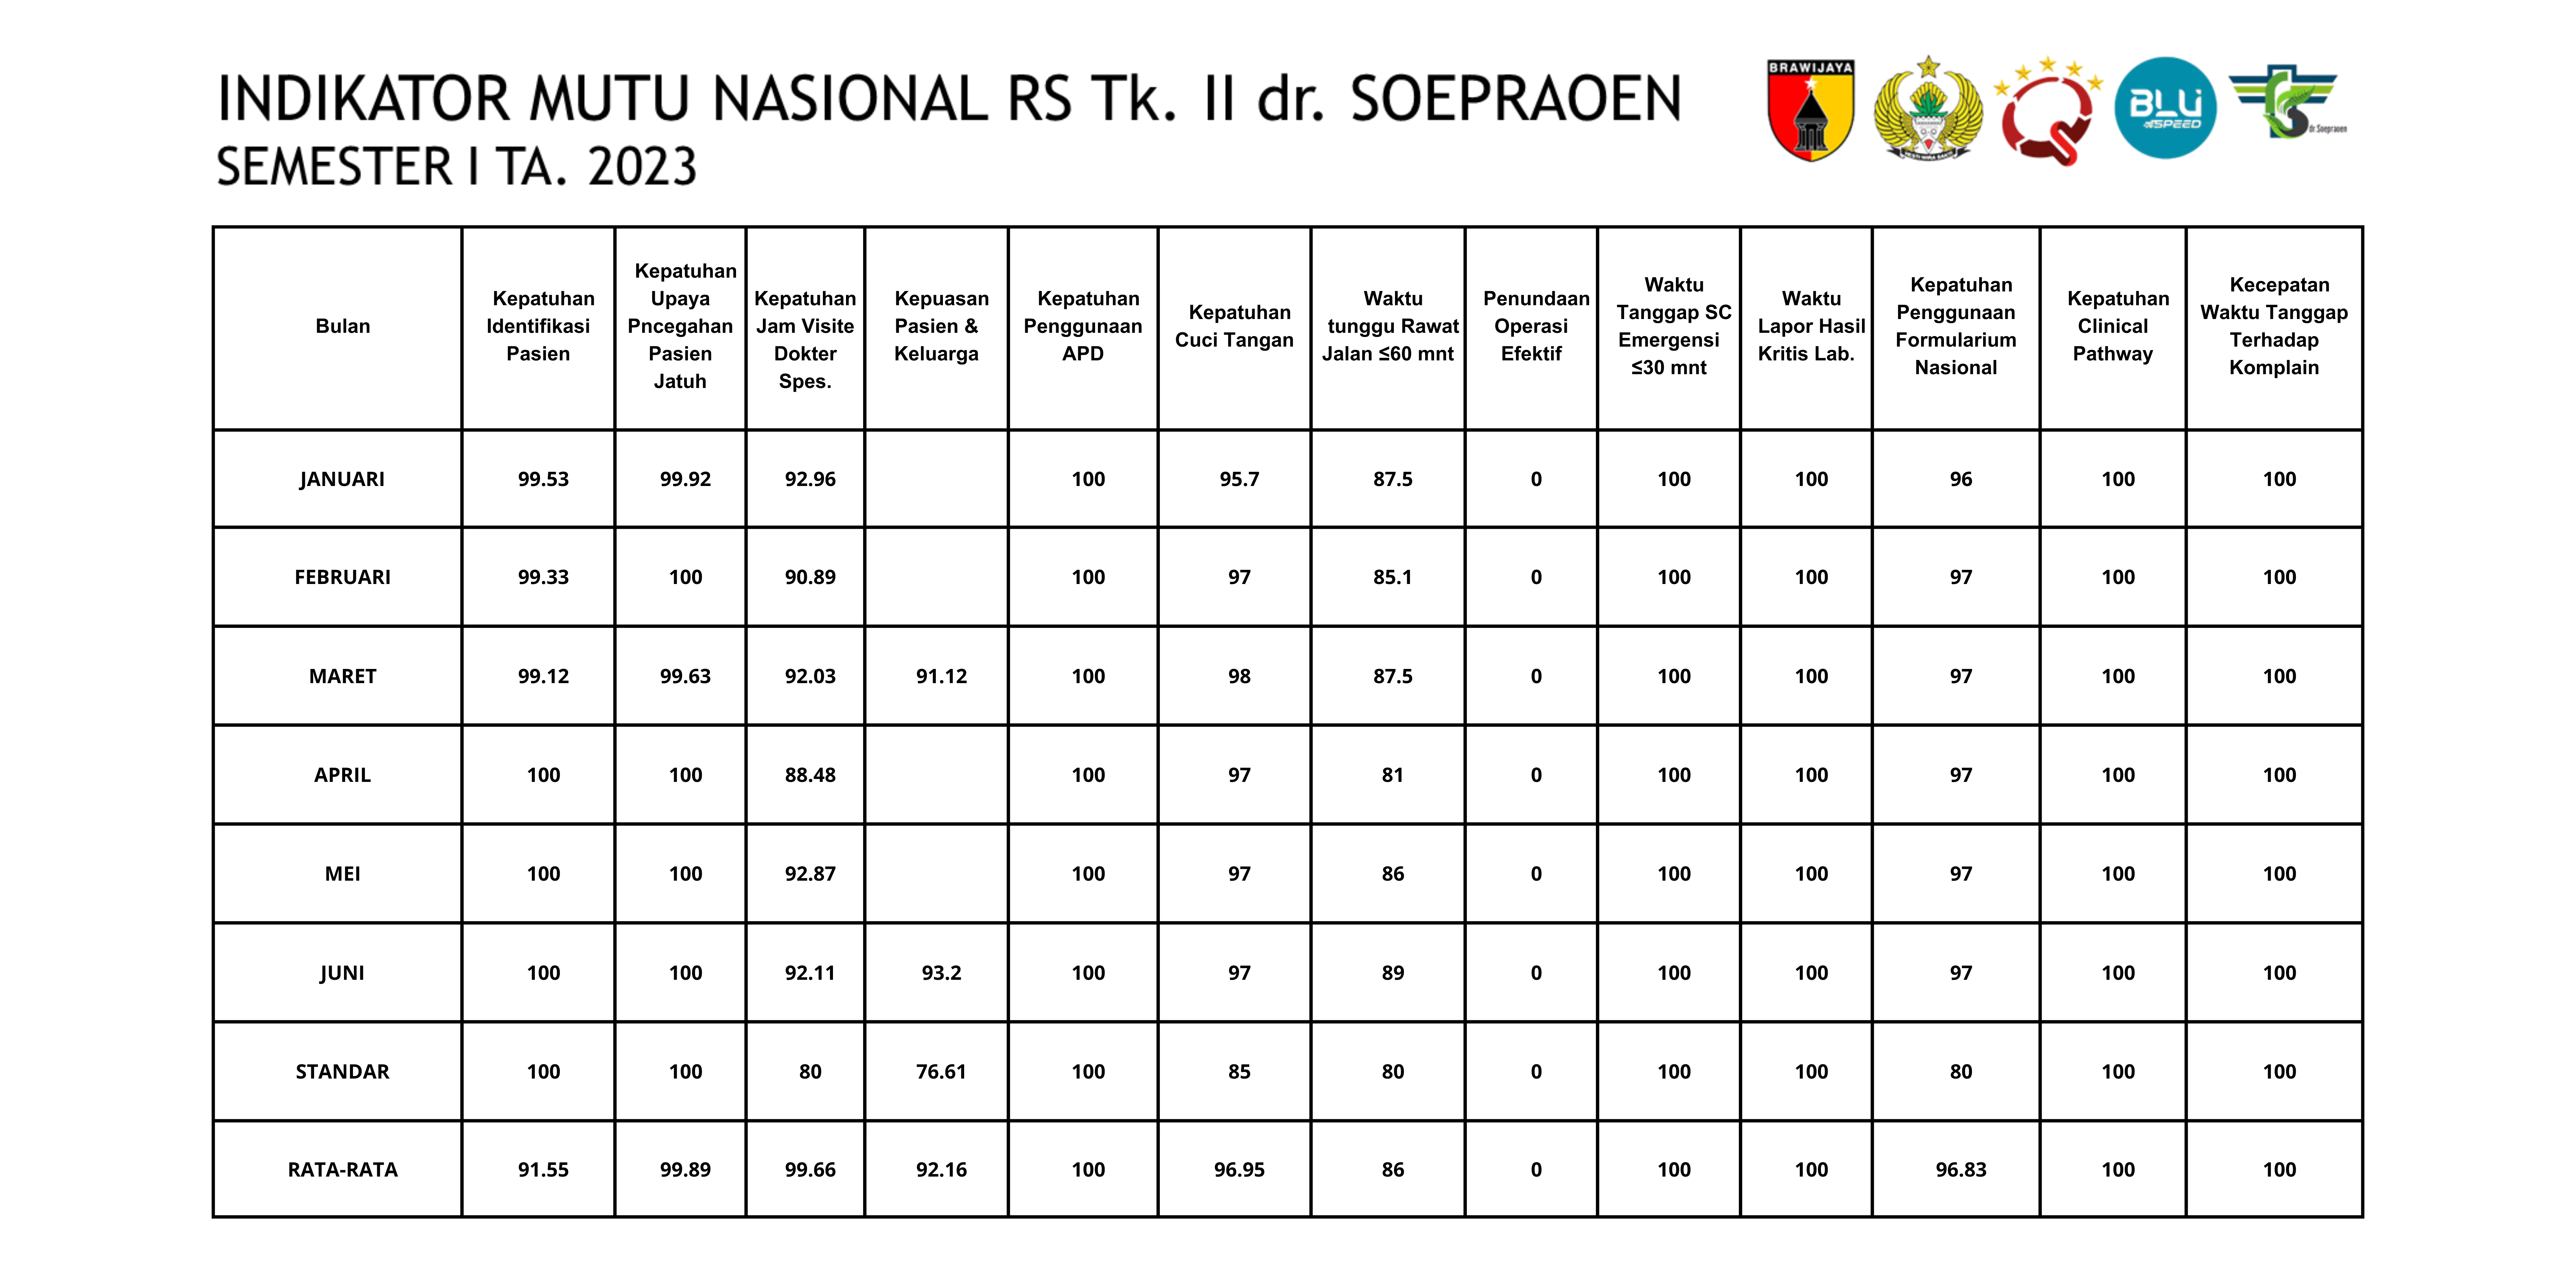 INDIKATOR MUTU NASIONAL RS Tk. II dr. SOEPRAOEN
SEMESTER I TA. 2023
BRAWIJAYA
BLU
SPEED
dr. Soepraoen
Bulan
Kepatuhan
Identifikasi
Pasien
Kepatuhan
Upaya
Pncegahan
Pasien
Jatuh
Kepatuhan
Jam Visite
Dokter
Spes.
Kepuasan
Pasien &
Keluarga
Kepatuhan
Penggunaan
APD
Kepatuhan
Cuci Tangan
Waktu
tunggu Rawat
Jalan ≤60 mnt
Penundaan
Operasi
Efektif
Waktu
Tanggap SC
Emergensi
≤30 mnt
Waktu
Lapor Hasil
Kritis Lab.
Kepatuhan
Penggunaan
Formularium
Nasional
Kepatuhan
Clinical
Pathway
Kecepatan
Waktu Tanggap
Terhadap
Komplain
JANUARI 99.53 99.92 92.96 100 95.7 87.5 0 100 100 96 100 100
FEBRUARI 99.33 100 90.89 100 97 85.1 0 100 100 97 100 100
MARET 99.12 99.63 92.03 91.12 100 98 87.5 0 100 100 97 100 100
APRIL 100 100 88.48 100 97 81 0 100 100 97 100 100
MEI 100 100 92.87 100 97 86 0 100 100 97 100 100
JUNI 100 100 92.11 93.2 100 97 89 0 100 100 97 100 100
STANDAR 100 100 80 76.61 100 85 80 0 100 100 80 100 100
RATA-RATA 91.55 99.89 99.66 92.16 100 96.95 86 0 100 100 96.83 100 100